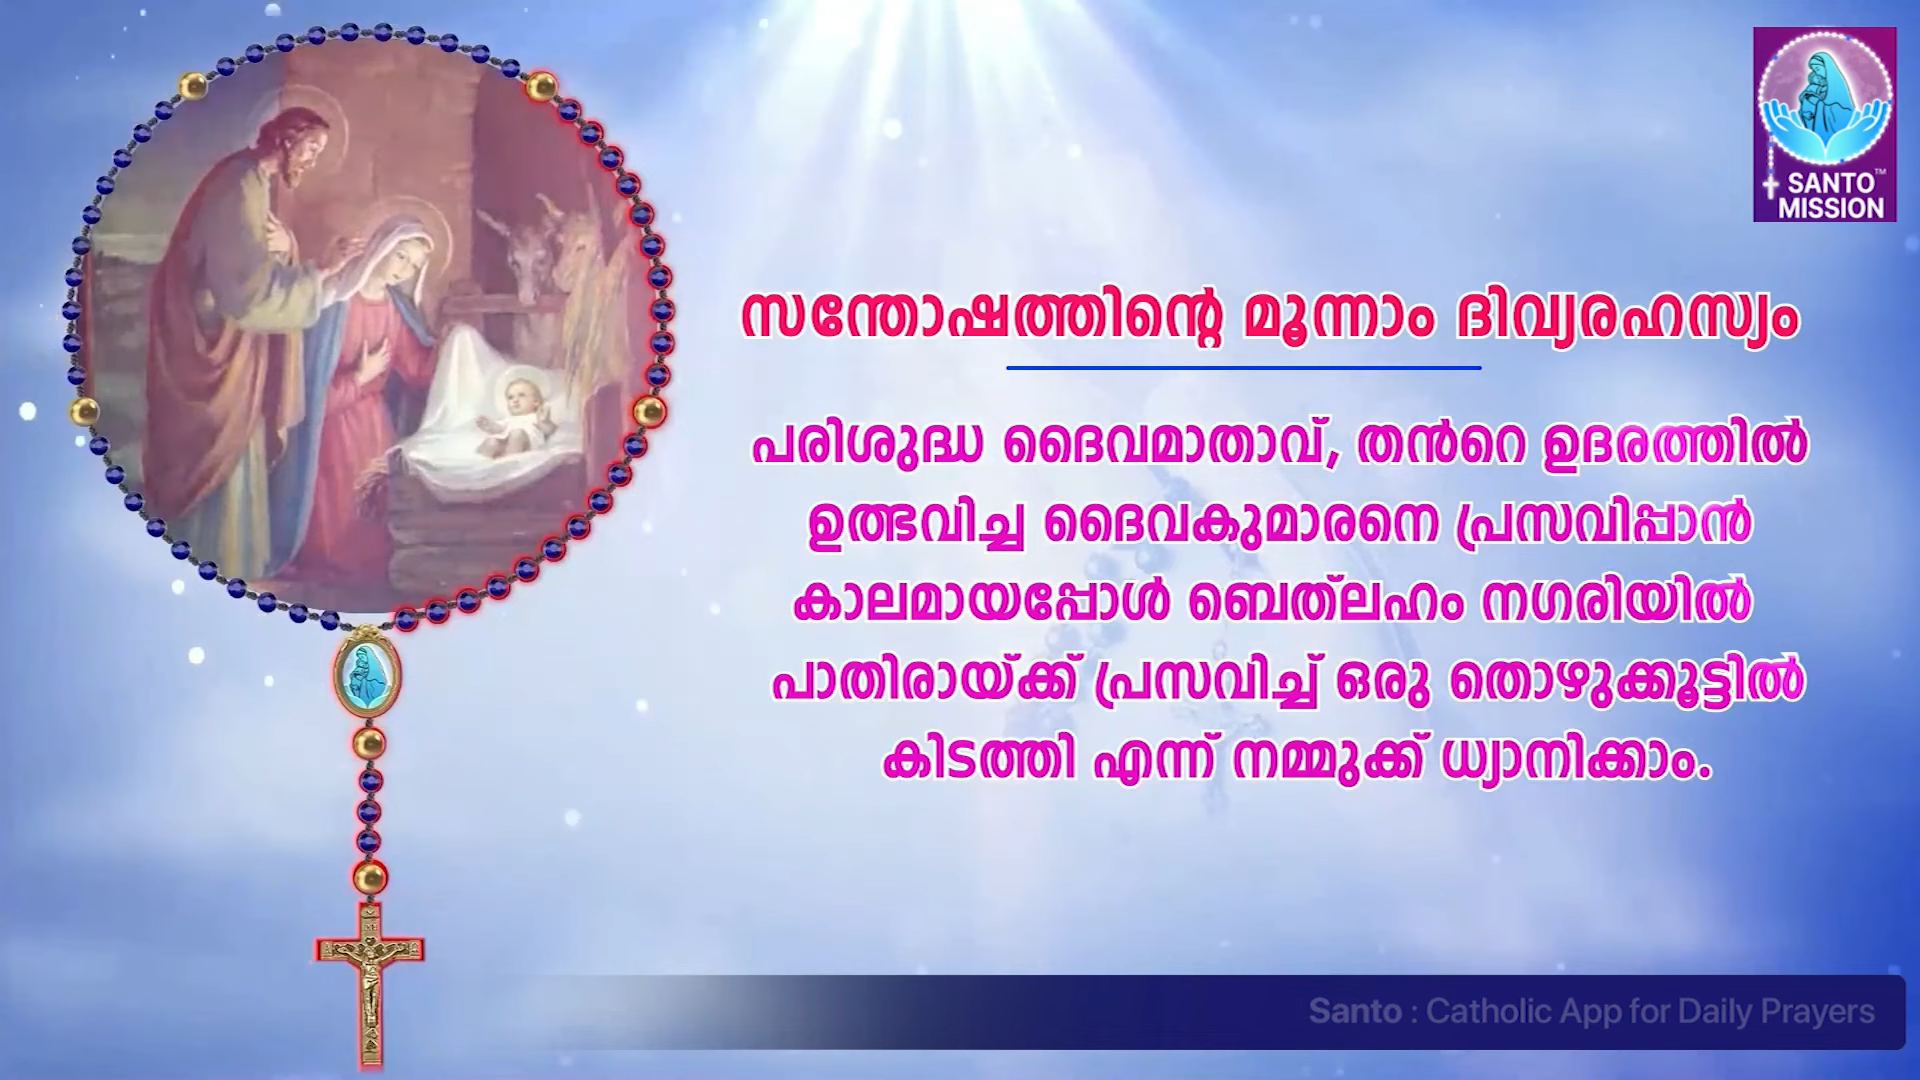 SANTO™
MISSION
സന്തോഷത്തിന്റെ മൂന്നാം ദിവ്യരഹസ്യം
പരിശുദ്ധ ദൈവമാതാവ്, തൻറെ ഉദരത്തിൽ
ഉത്ഭവിച്ച ദൈവകുമാരനെ പ്രസവിപ്പാൻ
കാലമായപ്പോൾ ബെത്‌ലഹം നഗരിയിൽ
പാതിരായ്ക്ക് പ്രസവിച്ച് ഒരു തൊഴുക്കൂട്ടിൽ
കിടത്തി എന്ന് നമ്മുക്ക് ധ്യാനിക്കാം.
Santo : Catholic App for Daily Prayers